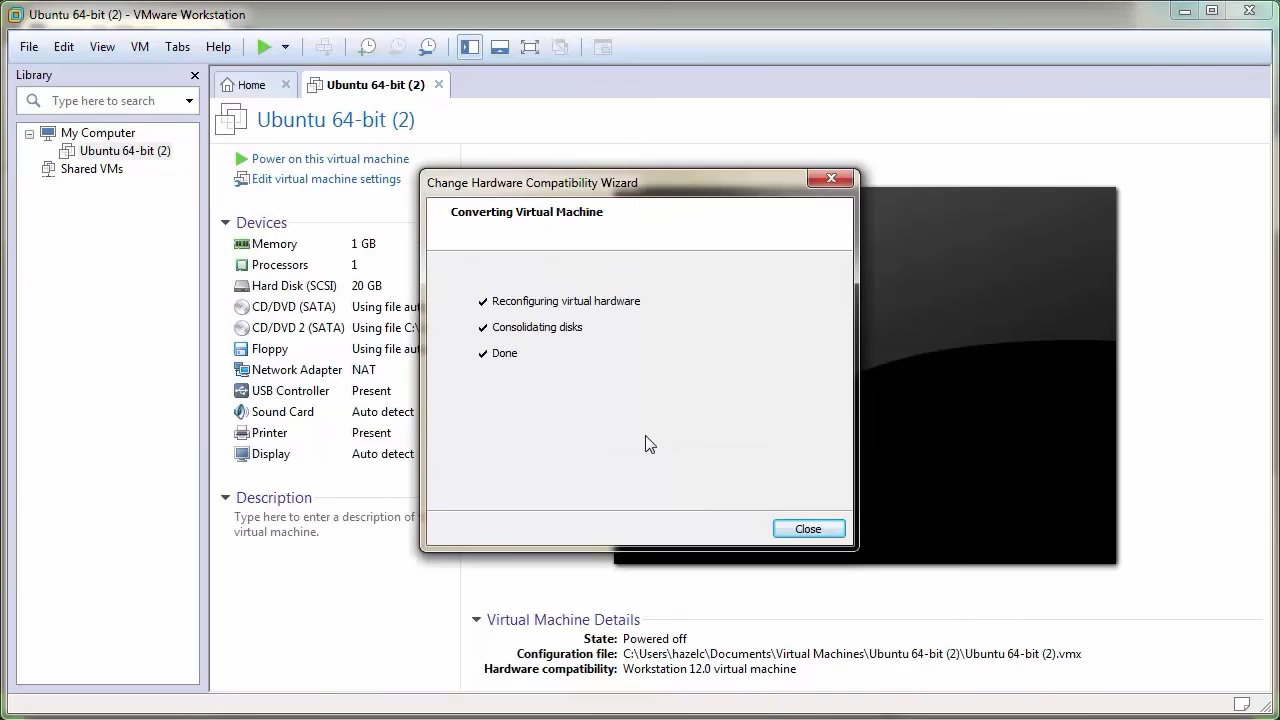 Ubuntu 64-bit (2) - VMware Workstation
File Edit View VM Tabs Help
Library
Type here to search
My Computer
Ubuntu 64-bit (2)
Shared VMs
Home
Ubuntu 64-bit (2)
Ubuntu 64-bit (2)
Power on this virtual machine
Edit virtual machine settings
Devices
Memory 1 GB
Processors 1
Hard Disk (SCSI) 20 GB
CD/DVD (SATA) Using file
CD/DVD 2 (SATA) Using file C:\
Floppy Using file
Network Adapter NAT
USB Controller Present
Sound Card Auto detect
Printer Present
Display Auto detect
Description
Type here to enter a description of
virtual machine.
Change Hardware Compatibility Wizard
Converting Virtual Machine
Reconfiguring virtual hardware
Consolidating disks
Done
Close
Virtual Machine Details
State: Powered off
Configuration file: C:\Users\hazelc\Documents\Virtual Machines\Ubuntu 64-bit (2)\Ubuntu 64-bit (2).vmx
Hardware compatibility: Workstation 12.0 virtual machine